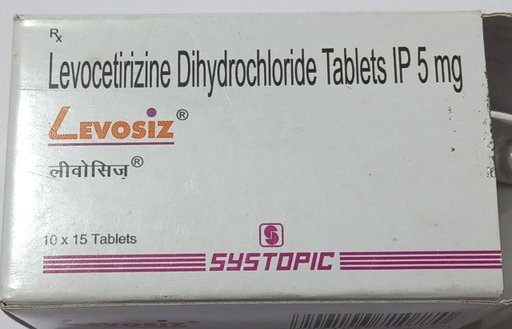 Rx
Levocetirizine Dihydrochloride Tablets IP 5 mg
LEVOSIZ®
लीवोसिज़®
10 x 15 Tablets
SYSTOPIC